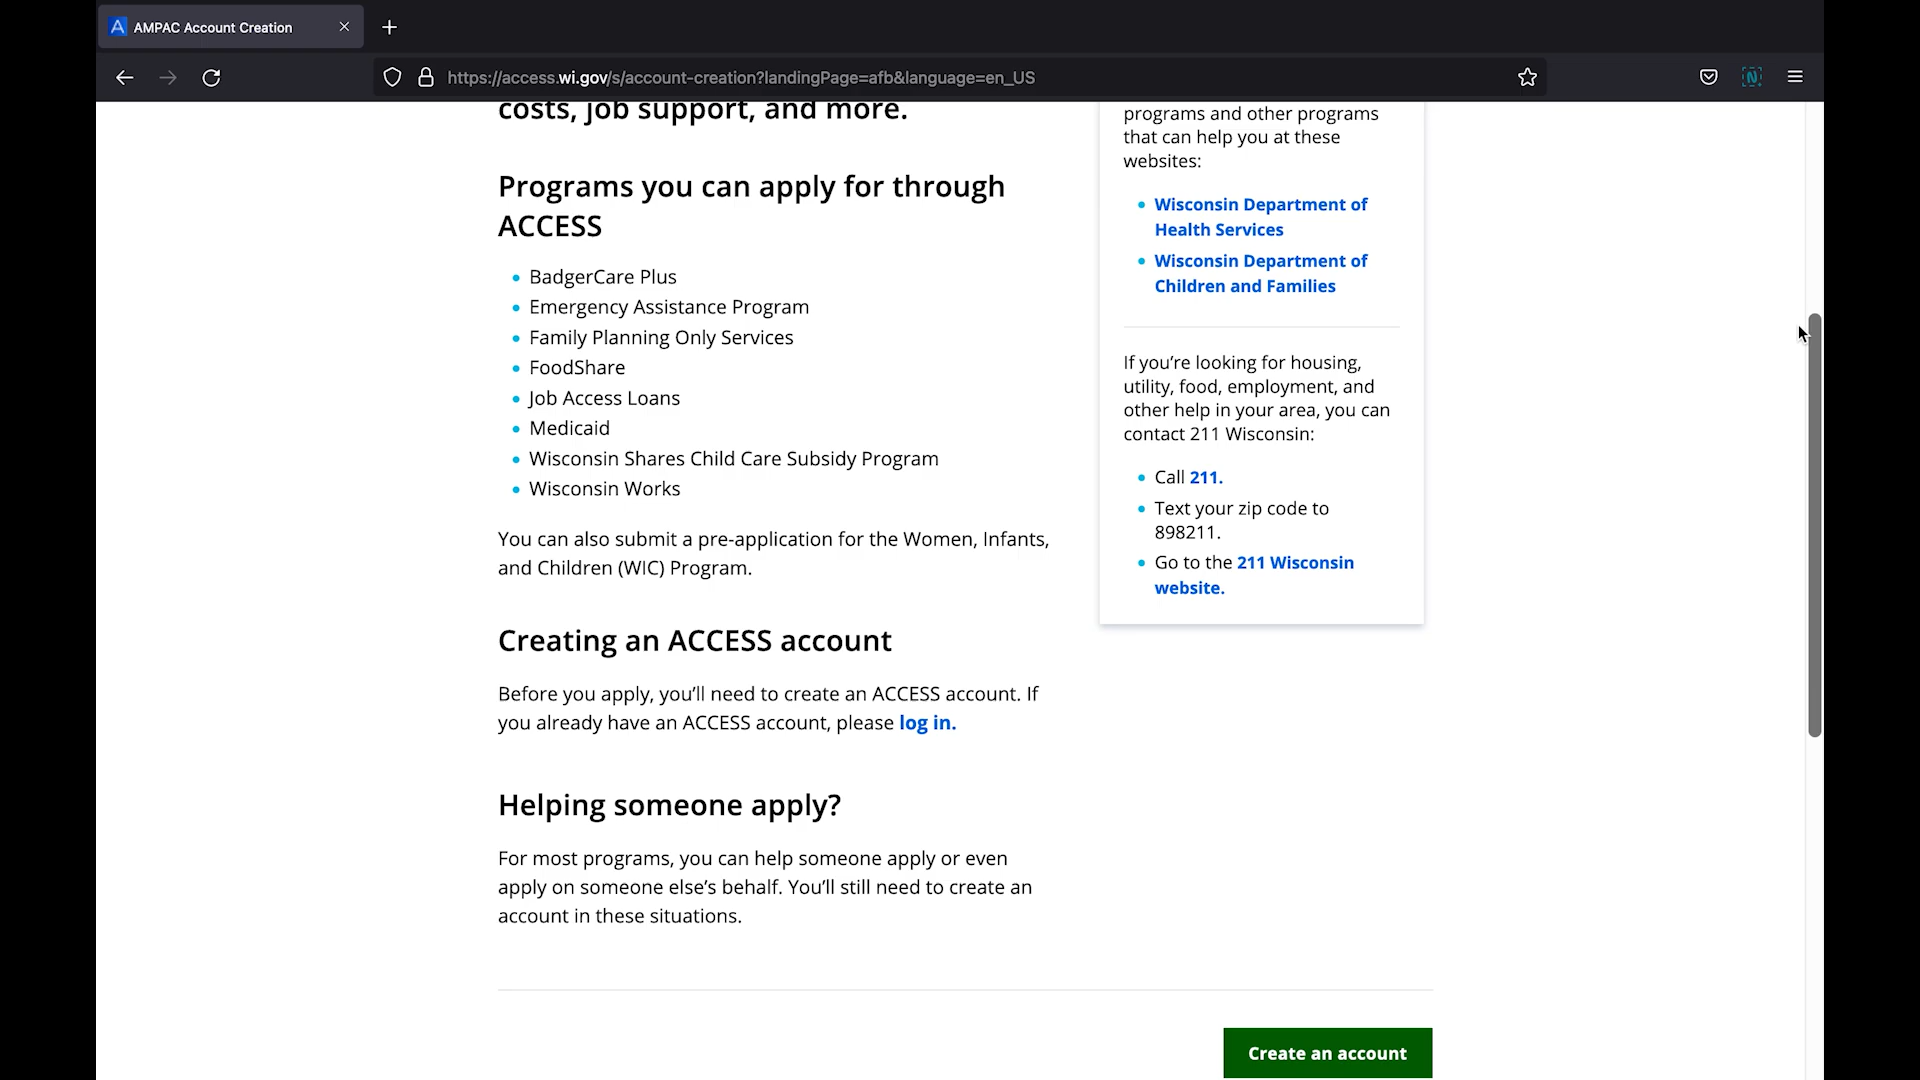 AMPAC Account Creation
https://access.wi.gov/s/account-creation?landingPage=afb&language=en_US
costs, job support, and more.
Programs you can apply for through
ACCESS
BadgerCare Plus
Emergency Assistance Program
Family Planning Only Services
FoodShare
Job Access Loans
Medicaid
Wisconsin Shares Child Care Subsidy Program
Wisconsin Works
You can also submit a pre-application for the Women, Infants,
and Children (WIC) Program.
Creating an ACCESS account
Before you apply, you’ll need to create an ACCESS account. If
you already have an ACCESS account, please log in.
Helping someone apply?
For most programs, you can help someone apply or even
apply on someone else’s behalf. You’ll still need to create an
account in these situations.
programs and other programs
that can help you at these
websites:
Wisconsin Department of
Health Services
Wisconsin Department of
Children and Families
If you’re looking for housing,
utility, food, employment, and
other help in your area, you can
contact 211 Wisconsin:
Call 211.
Text your zip code to
898211.
Go to the 211 Wisconsin
website.
Create an account